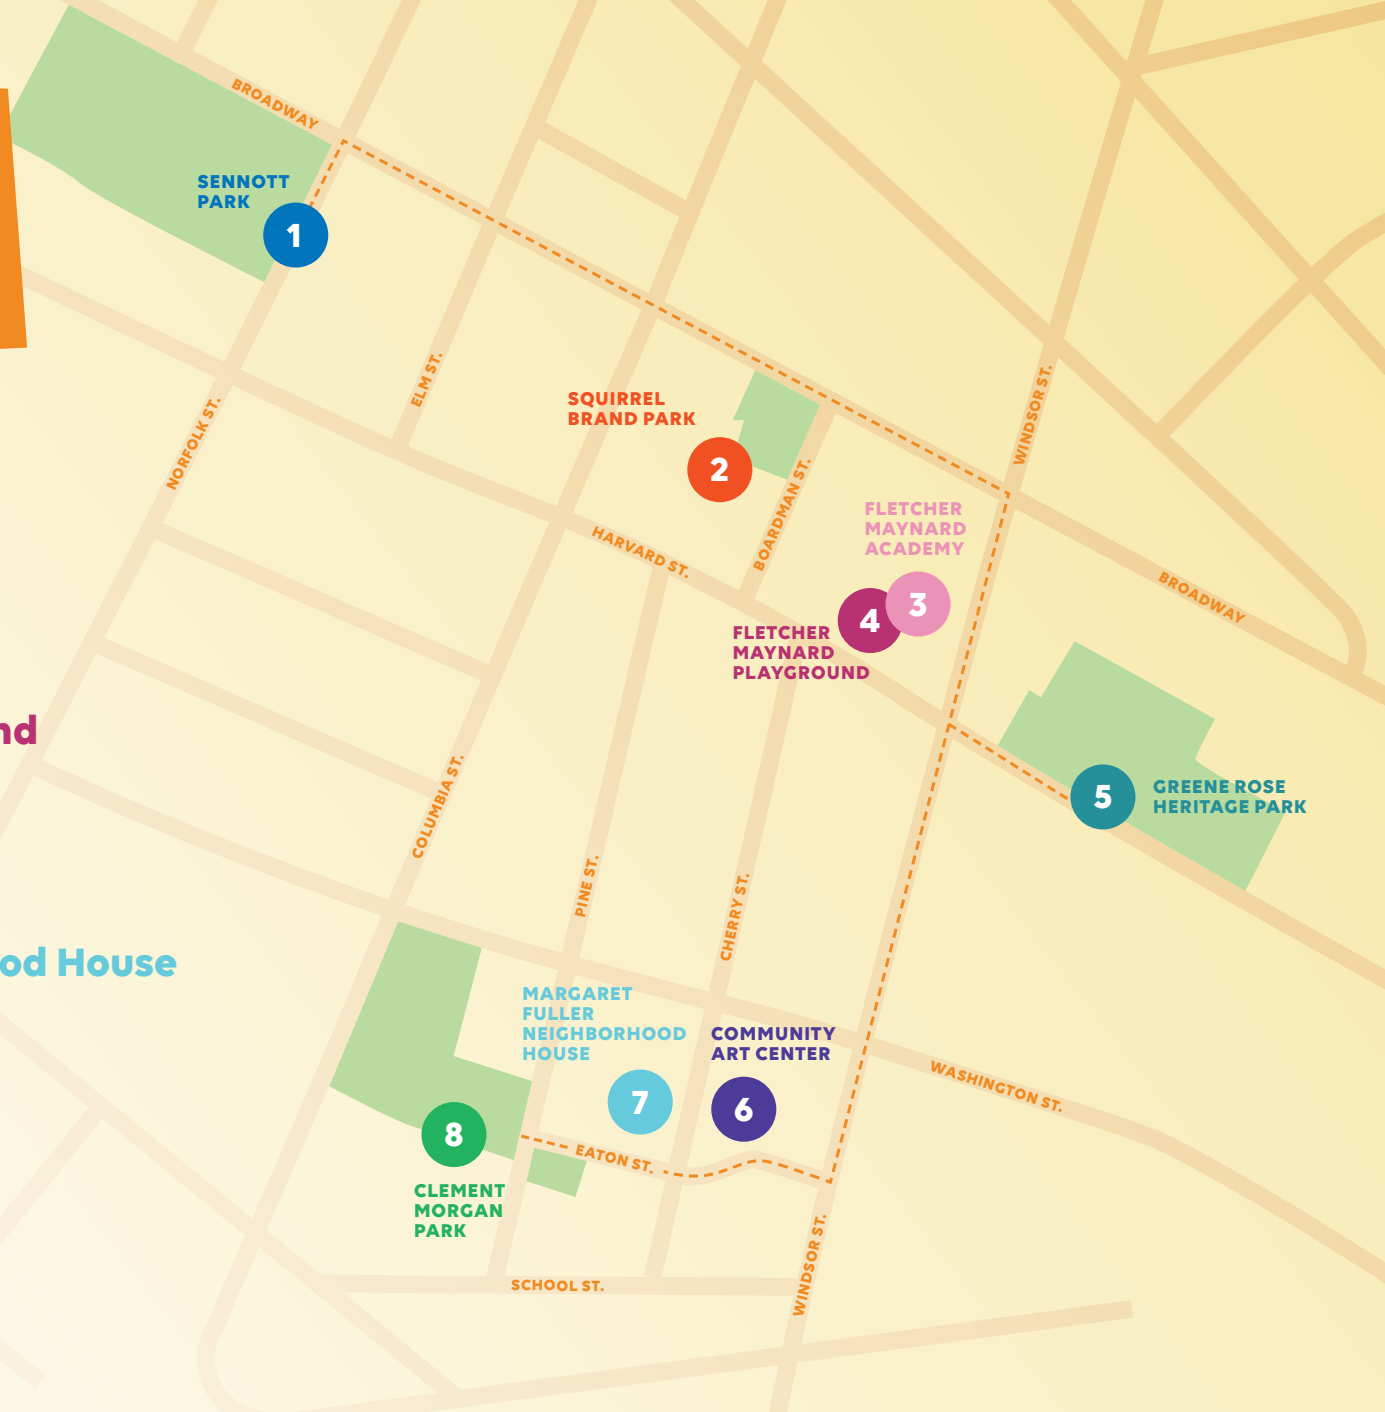 BROADWAY
SENNOTT
PARK
1
ELM ST.
NORFOLK ST.
SQUIRREL
BRAND PARK
2
WINDSOR ST.
BOARDMAN ST.
HARVARD ST.
FLETCHER
MAYNARD
ACADEMY
3
4
FLETCHER
MAYNARD
PLAYGROUND
BROADWAY
nd
5
GREENE ROSE
HERITAGE PARK
COLUMBIA ST.
PINE ST.
CHERRY ST.
od House
MARGARET
FULLER
NEIGHBORHOOD
HOUSE
7
COMMUNITY
ART CENTER
6
WASHINGTON ST.
8
EATON ST.
CLEMENT
MORGAN
PARK
WINDSOR ST.
SCHOOL ST.